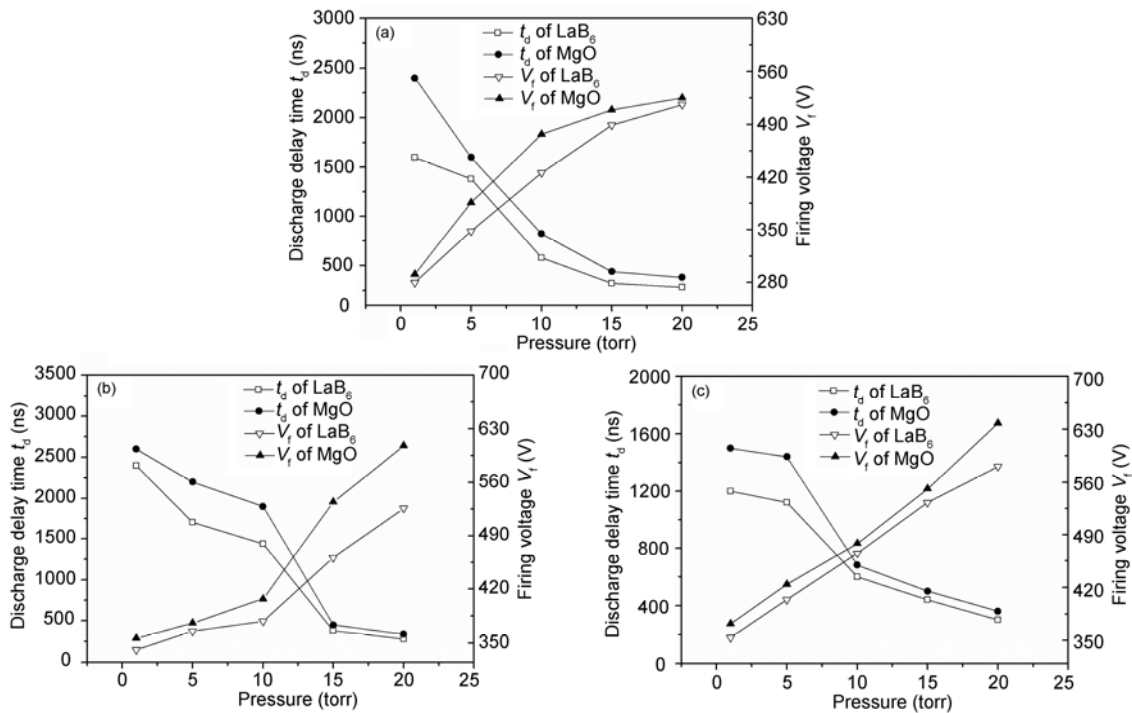 (a)
t_d of LaB_6
t_d of MgO
V_f of LaB_6
V_f of MgO
Discharge delay time t_d (ns)
3000
2500
2000
1500
1000
500
0
Firing voltage V_f (V)
630
560
490
420
350
280
0 5 10 15 20 25
Pressure (torr)
(b)
t_d of LaB_6
t_d of MgO
V_f of LaB_6
V_f of MgO
Discharge delay time t_d (ns)
3500
3000
2500
2000
1500
1000
500
0
Firing voltage V_f (V)
700
630
560
490
420
350
0 5 10 15 20 25
Pressure (torr)
(c)
t_d of LaB_6
t_d of MgO
V_f of LaB_6
V_f of MgO
Discharge delay time t_d (ns)
2000
1600
1200
800
400
0
Firing voltage V_f (V)
700
630
560
490
420
350
0 5 10 15 20 25
Pressure (torr)